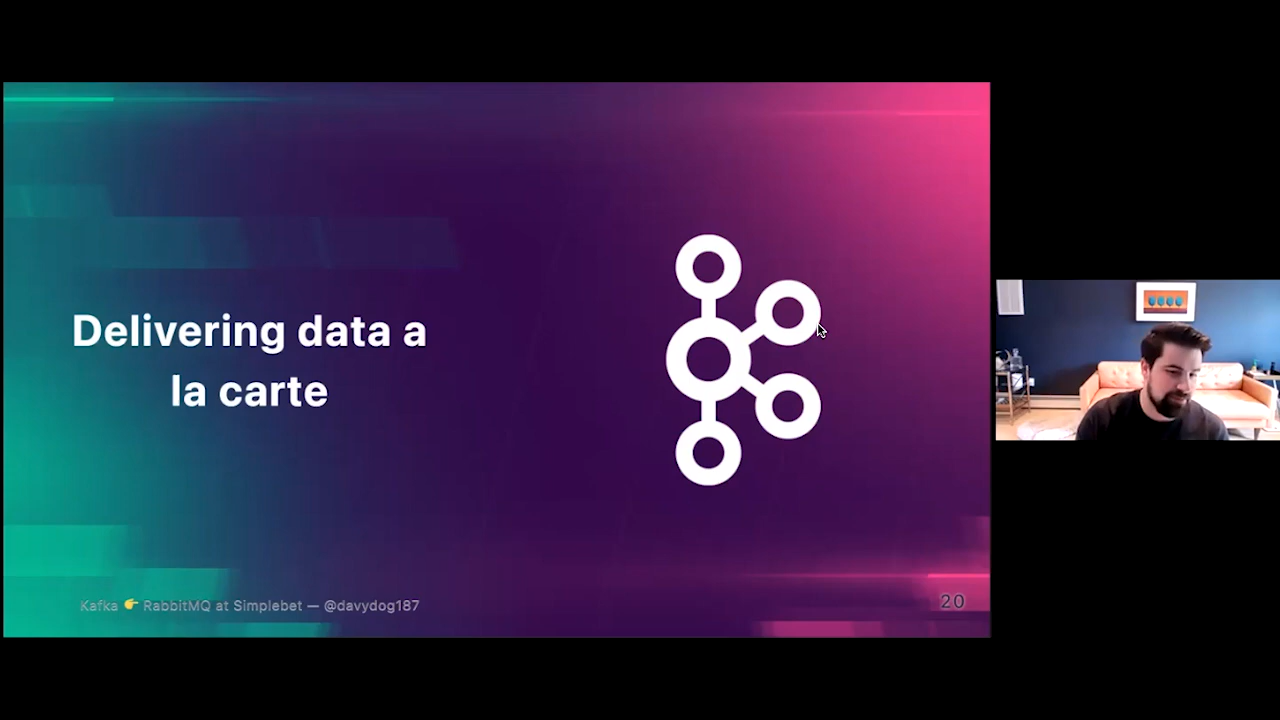 Delivering data a
la carte
Kafka 👉 RabbitMQ at Simplebet — @davydog187
20